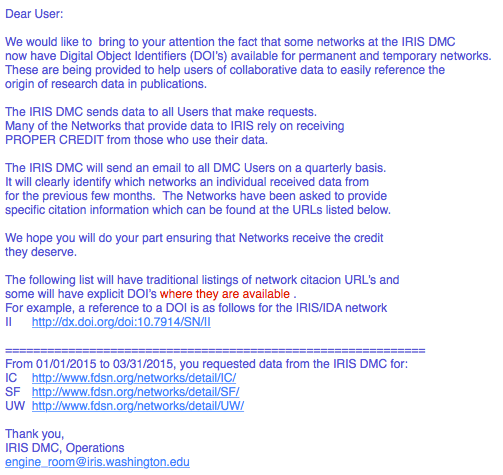 Dear User:
We would like to  bring to your attention the fact that some networks at the IRIS DMC
now have Digital Object Identifiers (DOI's) available for permanent and temporary networks.
These are being provided to help users of collaborative data to easily reference the
origin of research data in publications.
The IRIS DMC sends data to all Users that make requests.
Many of the Networks that provide data to IRIS rely on receiving
PROPER CREDIT from those who use their data.
The IRIS DMC will send an email to all DMC Users on a quarterly basis.
It will clearly identify which networks an individual received data from
for the previous few months.  The Networks have been asked to provide
specific citation information which can be found at the URLs listed below.
We hope you will do your part ensuring that Networks receive the credit
they deserve.
The following list will have traditional listings of network citacion URL's and
some will have explicit DOI's where they are available .
For example, a reference to a DOI is as follows for the IRIS/IDA network
II     http://dx.doi.org/doi:10.7914/SN/II
============================================================
From 01/01/2015 to 03/31/2015, you requested data from the IRIS DMC for:
IC    http://www.fdsn.org/networks/detail/IC/
SF   http://www.fdsn.org/networks/detail/SF/
UW  http://www.fdsn.org/networks/detail/UW/
Thank you,
IRIS DMC, Operations
engine_room@iris.washington.edu